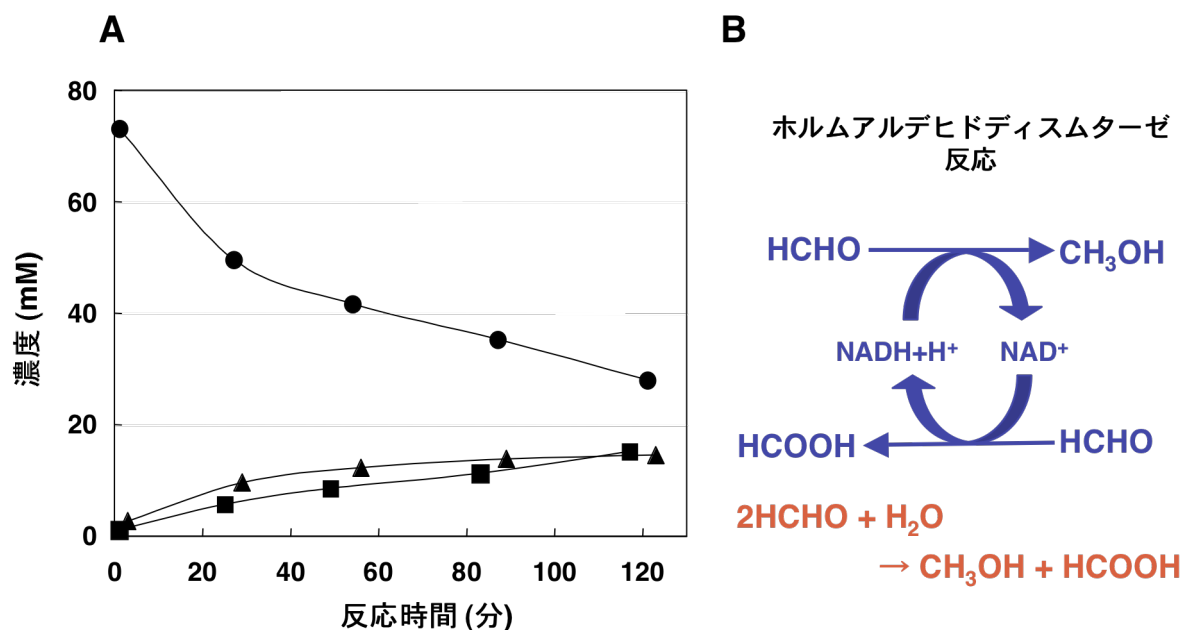 A
80
60
40
20
0
濃度 (mM)
0 20 40 60 80 100 120
反応時間 (分)
B
ホルムアルデヒドディスムターゼ
反応
HCHO CH₃OH
NADH+H⁺ NAD⁺
HCOOH HCHO
2HCHO + H₂O
→ CH₃OH + HCOOH